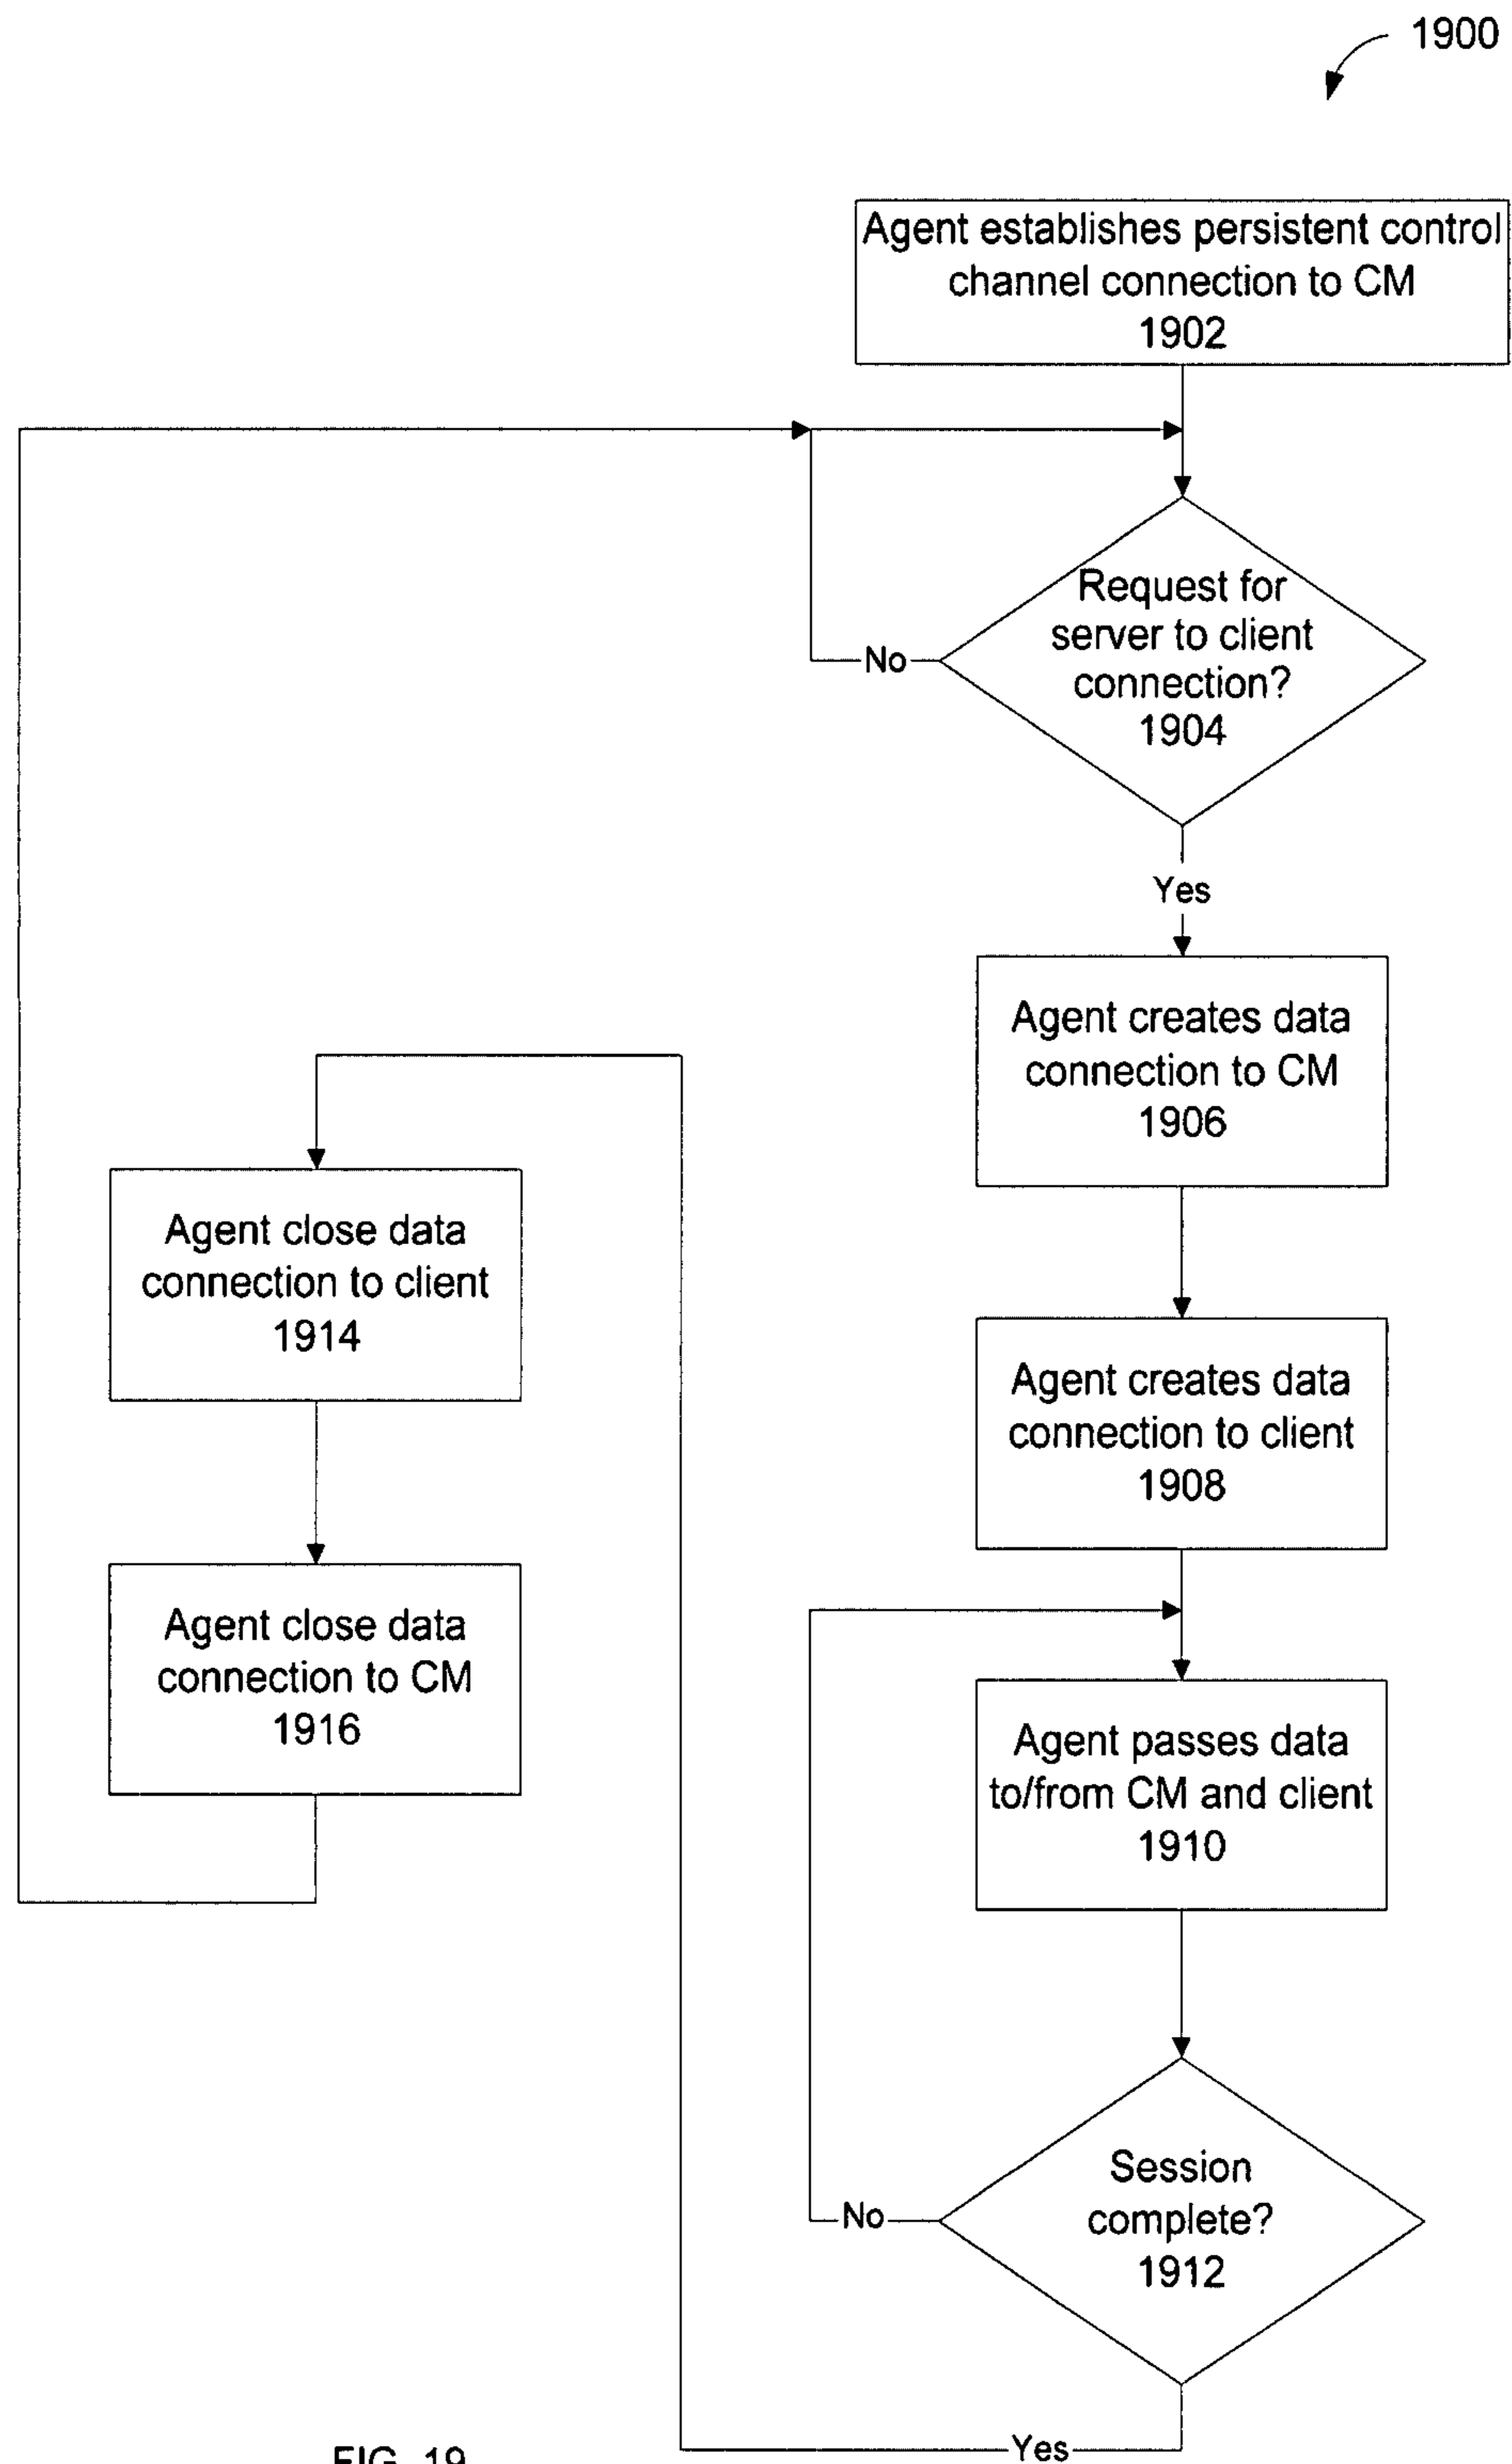 1900
Agent establishes persistent control
channel connection to CM
1902
Request for
server to client
connection?
1904
No
Yes
Agent creates data
connection to CM
1906
Agent creates data
connection to client
1908
Agent passes data
to/from CM and client
1910
Session
complete?
1912
No
Yes
Agent close data
connection to client
1914
Agent close data
connection to CM
1916
FIG. 19